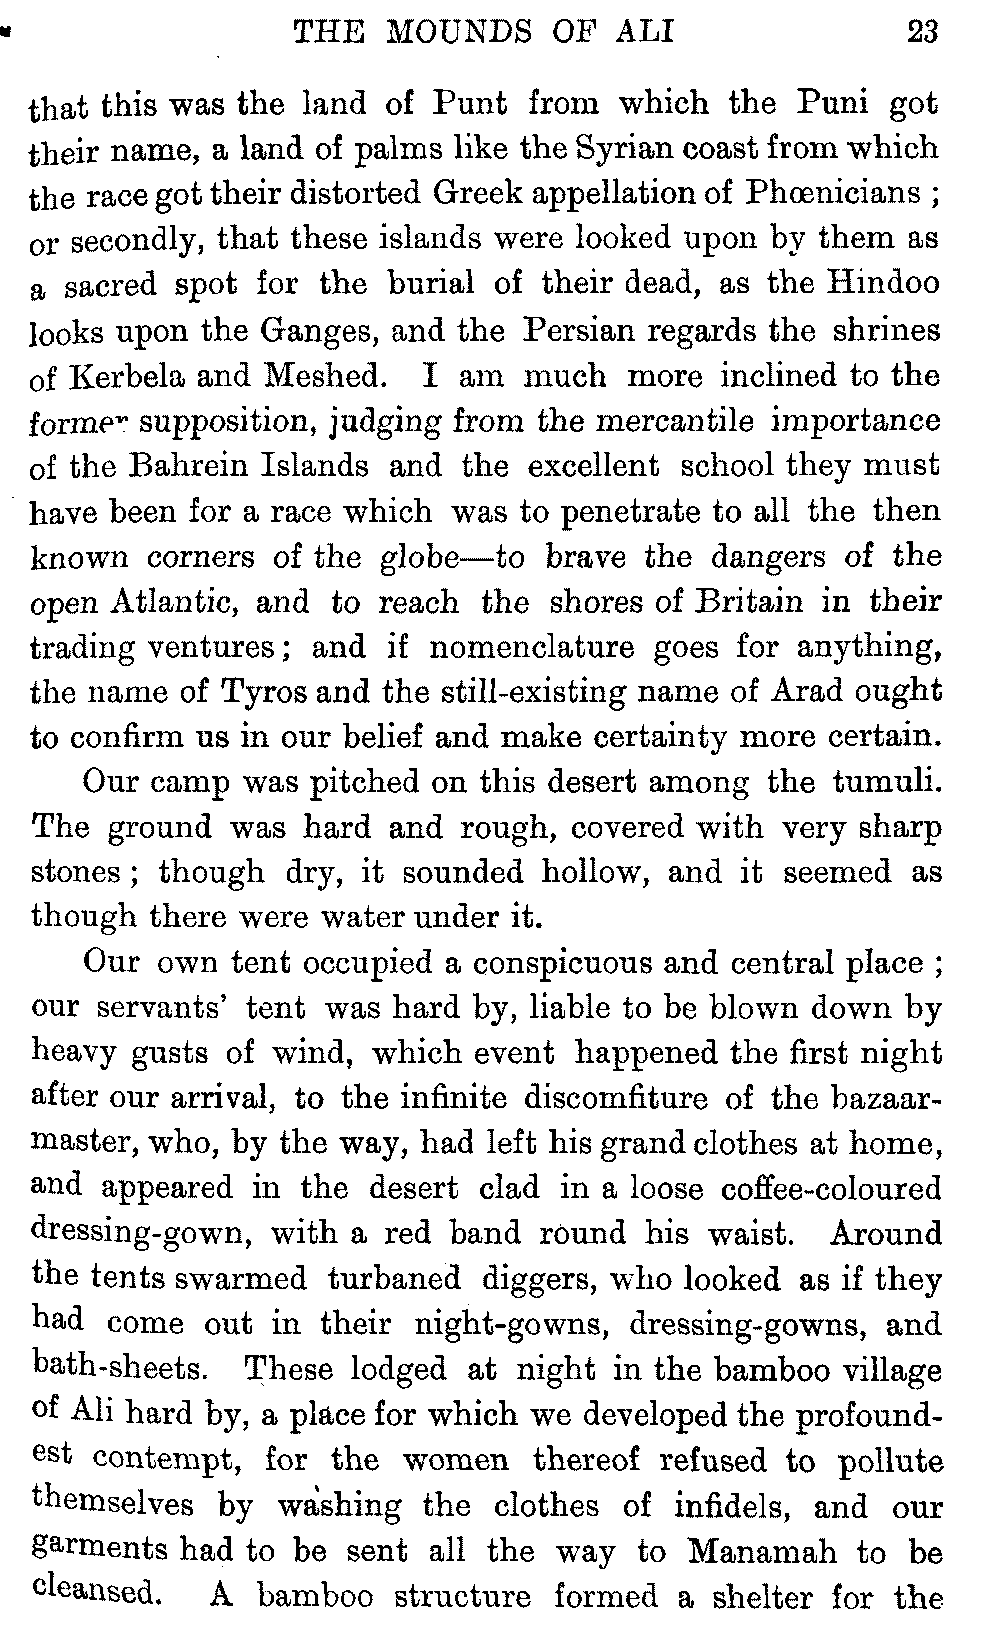 THE MOUNDS OF ALI 23
that this was the land of Punt from which the Puni got
their name, a land of palms like the Syrian coast from which
the race got their distorted Greek appellation of Phœnicians ;
or secondly, that these islands were looked upon by them as
a sacred spot for the burial of their dead, as the Hindoo
looks upon the Ganges, and the Persian regards the shrines
of Kerbela and Meshed. I am much more inclined to the
former supposition, judging from the mercantile importance
of the Bahrein Islands and the excellent school they must
have been for a race which was to penetrate to all the then
known corners of the globe—to brave the dangers of the
open Atlantic, and to reach the shores of Britain in their
trading ventures ; and if nomenclature goes for anything,
the name of Tyros and the still-existing name of Arad ought
to confirm us in our belief and make certainty more certain.
Our camp was pitched on this desert among the tumuli.
The ground was hard and rough, covered with very sharp
stones ; though dry, it sounded hollow, and it seemed as
though there were water under it.
Our own tent occupied a conspicuous and central place ;
our servants' tent was hard by, liable to be blown down by
heavy gusts of wind, which event happened the first night
after our arrival, to the infinite discomfiture of the bazaar-
master, who, by the way, had left his grand clothes at home,
and appeared in the desert clad in a loose coffee-coloured
dressing-gown, with a red band round his waist. Around
the tents swarmed turbaned diggers, who looked as if they
had come out in their night-gowns, dressing-gowns, and
bath-sheets. These lodged at night in the bamboo village
of Ali hard by, a place for which we developed the profound-
est contempt, for the women thereof refused to pollute
themselves by washing the clothes of infidels, and our
garments had to be sent all the way to Manamah to be
cleansed. A bamboo structure formed a shelter for the